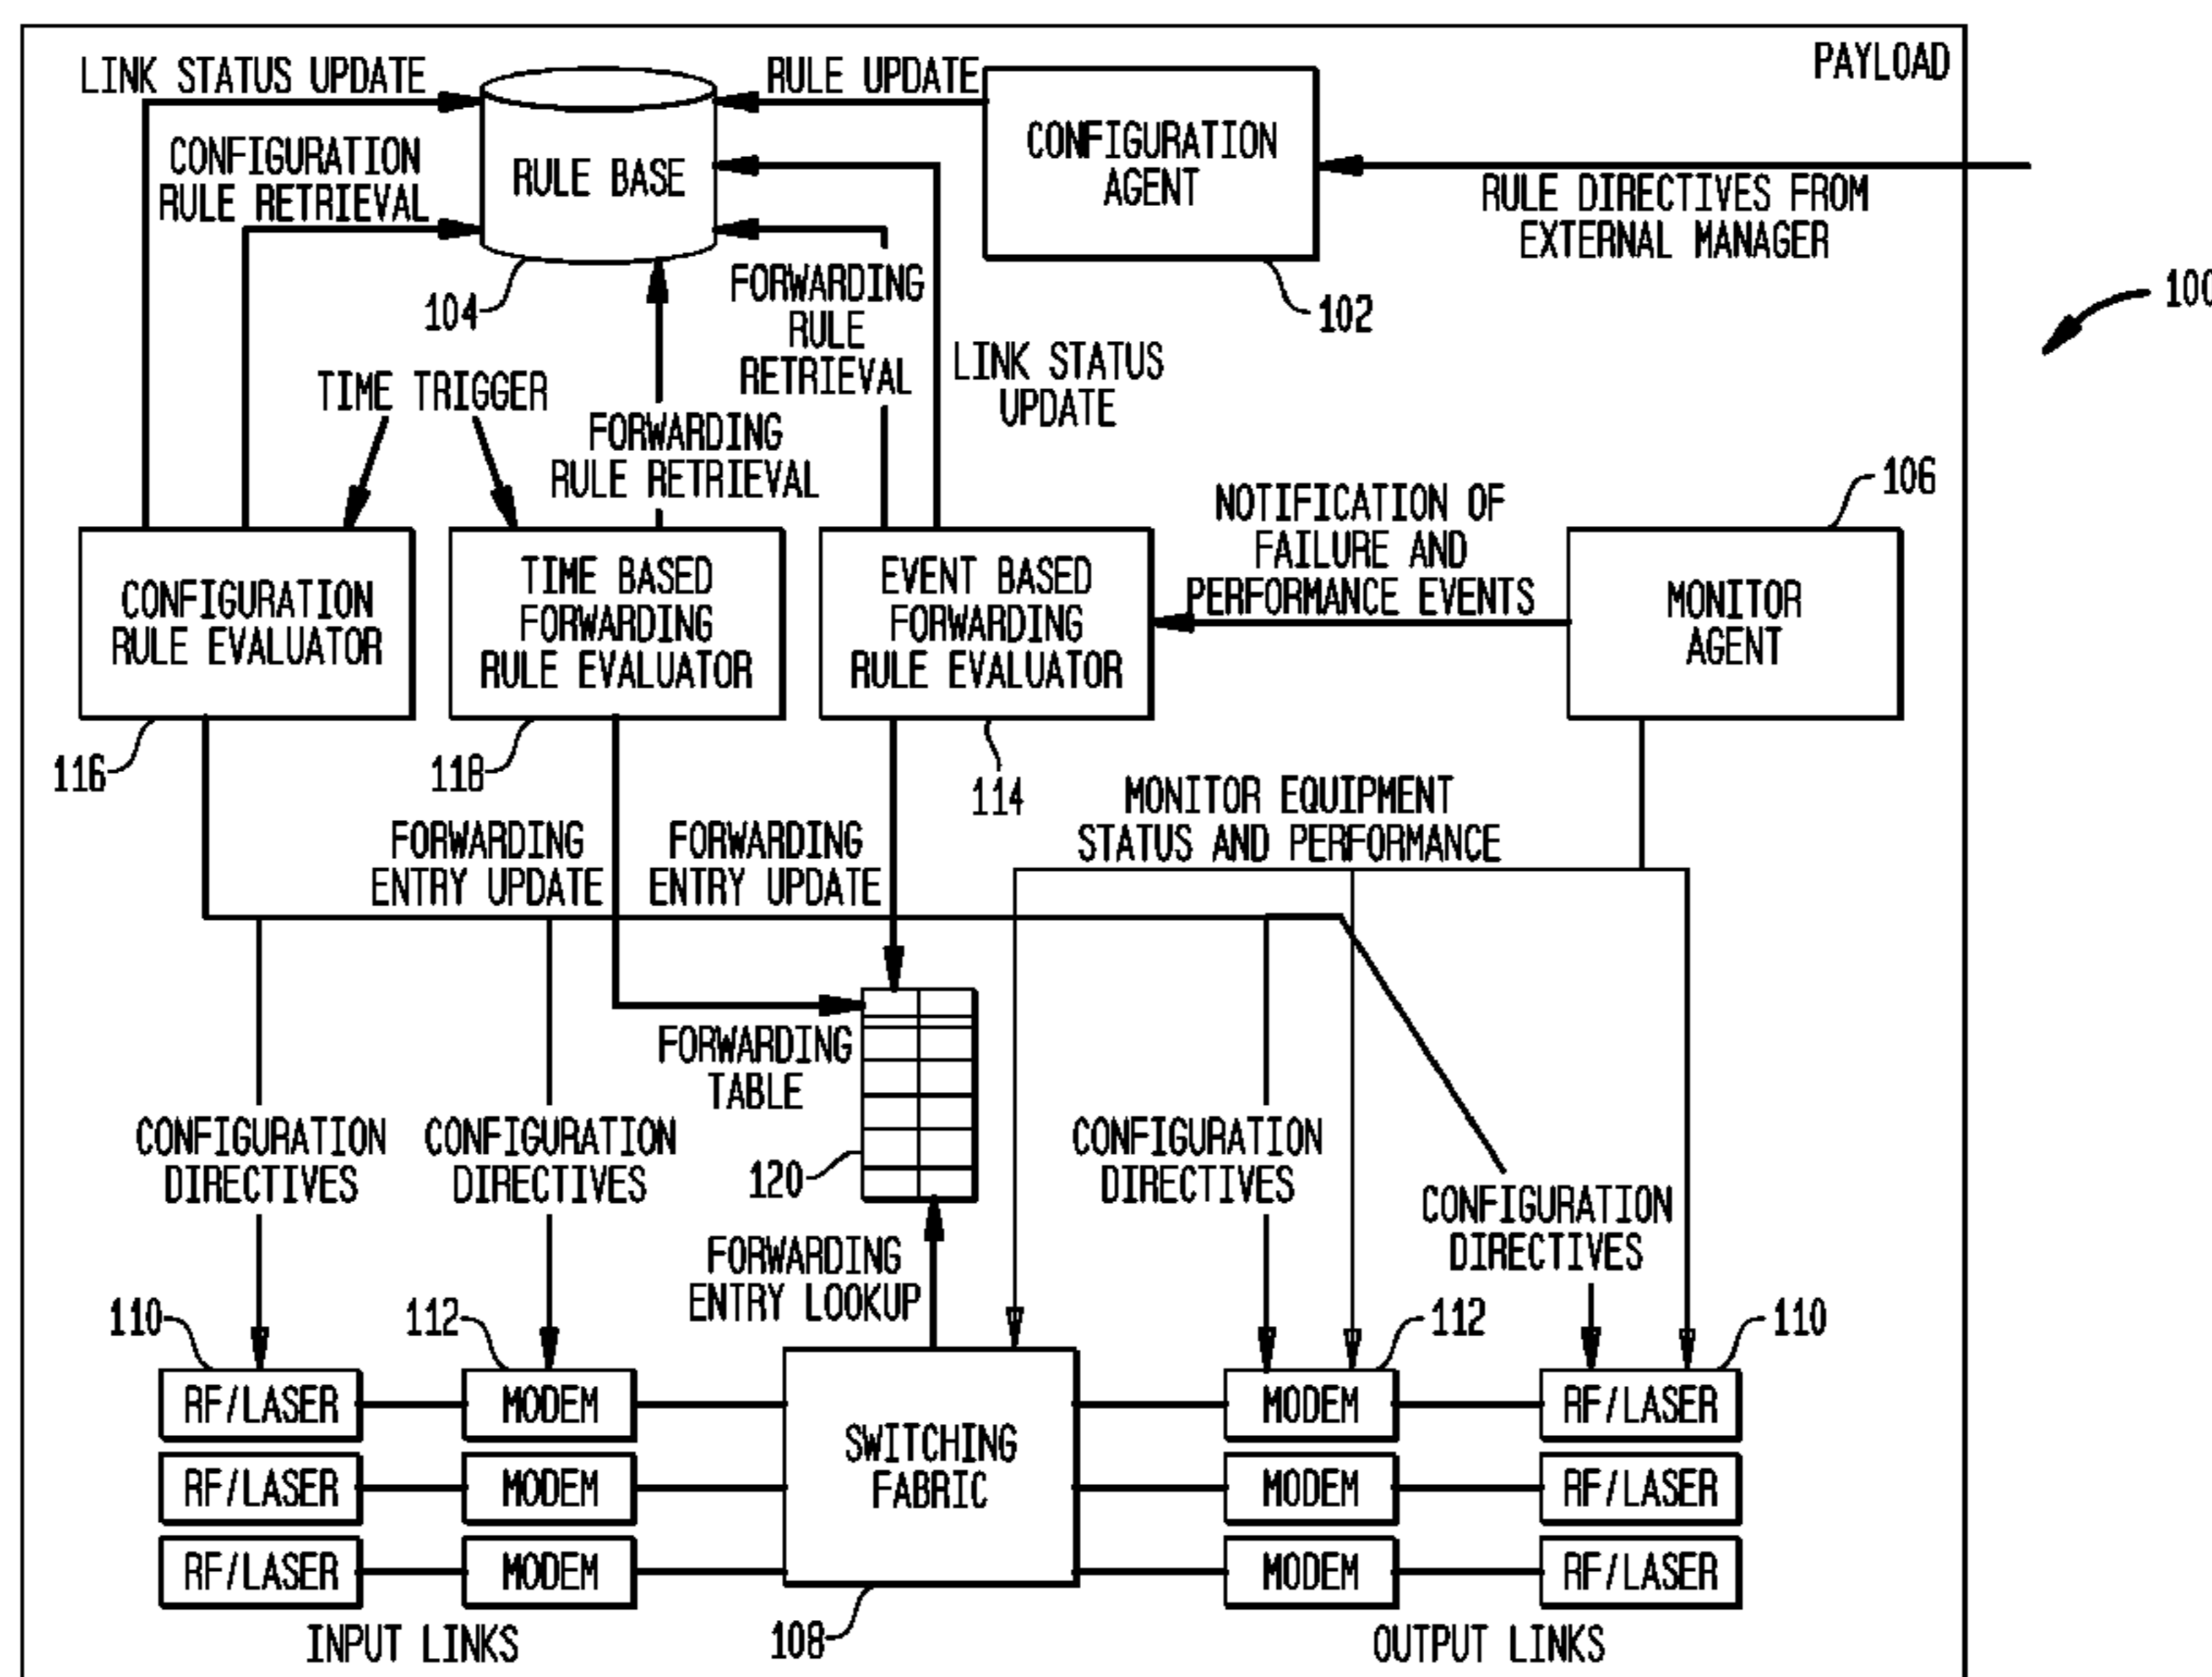 PAYLOAD
LINK STATUS UPDATE
RULE UPDATE
CONFIGURATION
RULE RETRIEVAL
RULE BASE
CONFIGURATION
AGENT
RULE DIRECTIVES FROM
EXTERNAL MANAGER
100
104
102
FORWARDING
RULE
RETRIEVAL
LINK STATUS
UPDATE
TIME TRIGGER
FORWARDING
RULE RETRIEVAL
106
NOTIFICATION OF
FAILURE AND
PERFORMANCE EVENTS
CONFIGURATION
RULE EVALUATOR
TIME BASED
FORWARDING
RULE EVALUATOR
EVENT BASED
FORWARDING
RULE EVALUATOR
MONITOR
AGENT
116
118
114
MONITOR EQUIPMENT
STATUS AND PERFORMANCE
FORWARDING
ENTRY UPDATE
FORWARDING
ENTRY UPDATE
FORWARDING
TABLE
120
CONFIGURATION
DIRECTIVES
CONFIGURATION
DIRECTIVES
CONFIGURATION
DIRECTIVES
CONFIGURATION
DIRECTIVES
FORWARDING
ENTRY LOOKUP
110
112
112
110
RF/LASER
MODEM
SWITCHING
FABRIC
MODEM
RF/LASER
RF/LASER
MODEM
MODEM
RF/LASER
RF/LASER
MODEM
MODEM
RF/LASER
INPUT LINKS
108
OUTPUT LINKS